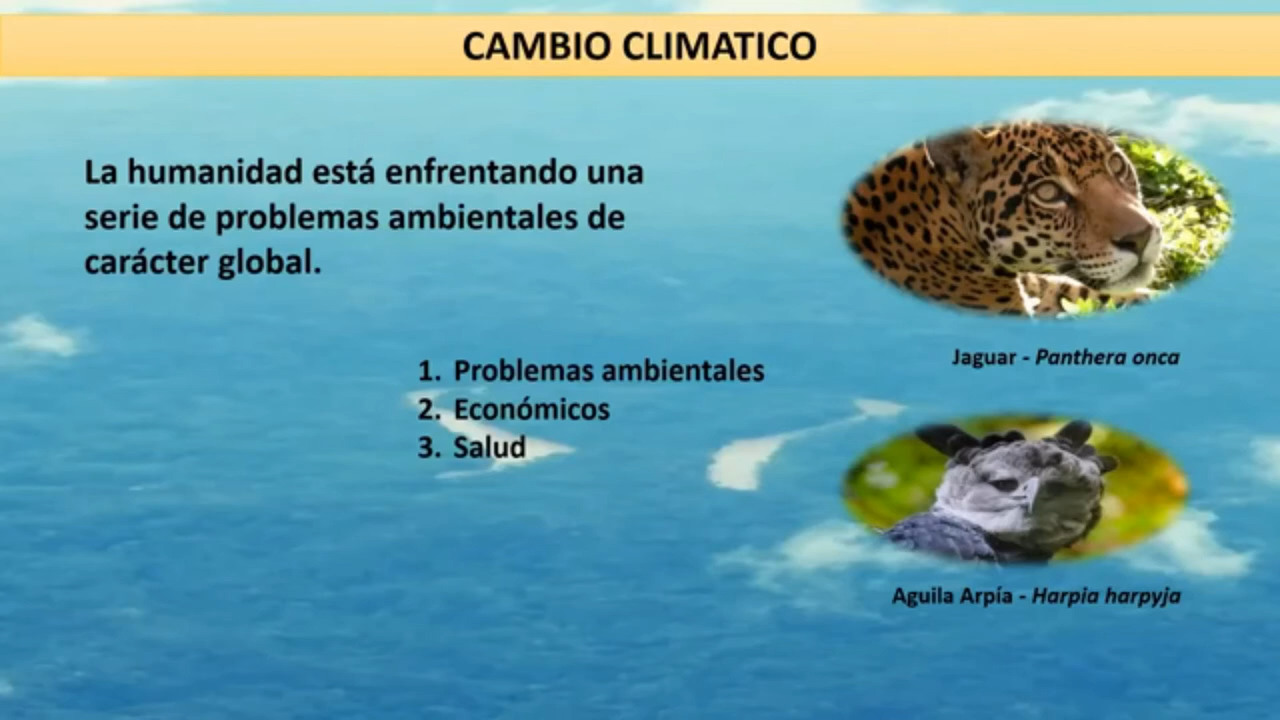 CAMBIO CLIMATICO
La humanidad está enfrentando una
serie de problemas ambientales de
carácter global.
1. Problemas ambientales
2. Económicos
3. Salud
Jaguar - Panthera onca
Aguila Arpía - Harpia harpyja